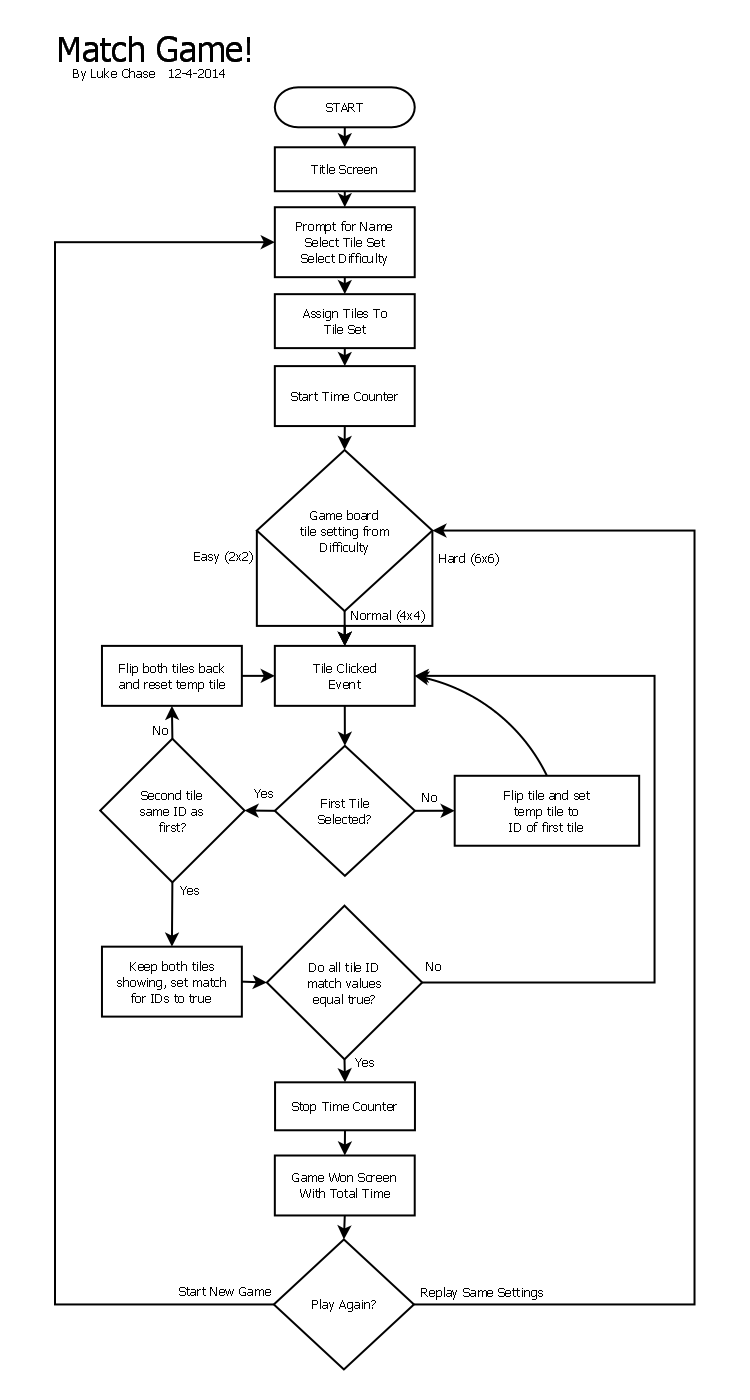 Match Game!
By Luke Chase 12-4-2014
START
Title Screen
Prompt for Name
Select Tile Set
Select Difficulty
Assign Tiles To
Tile Set
Start Time Counter
Game board
tile setting from
Difficulty
Easy (2x2)
Hard (6x6)
Normal (4x4)
Flip both tiles back
and reset temp tile
Tile Clicked
Event
No
Second tile
same ID as
first?
Yes
First Tile
Selected?
No
Flip tile and set
temp tile to
ID of first tile
Yes
Keep both tiles
showing, set match
for IDs to true
Do all tile ID
match values
equal true?
No
Yes
Stop Time Counter
Game Won Screen
With Total Time
Start New Game
Play Again?
Replay Same Settings